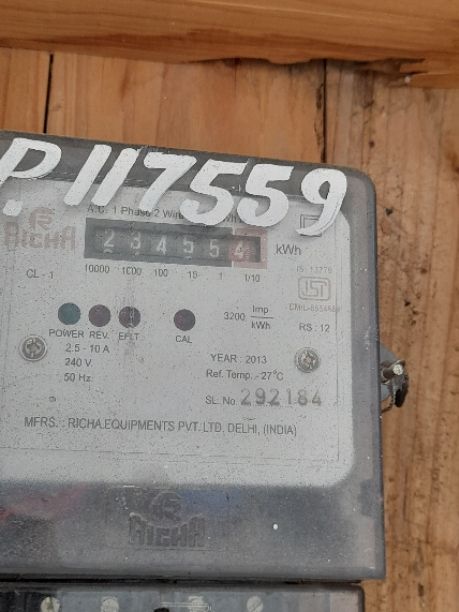 P. 117559
A.C. 1 Phase 2 Wire
RICHA
2 3 4 5 5 4 kWh
CL - 1
10000 1000 100 10 1 1/10
IS: 13779
ISI
3200 Imp/kWh
RS : 12
POWER REV. E/FLT CAL
2.5 - 10 A
240 V
50 Hz
YEAR : 2013
Ref. Temp. - 27°C
SL. No. 292184
MFRS. : RICHA EQUIPMENTS PVT. LTD, DELHI, (INDIA)
RICHA